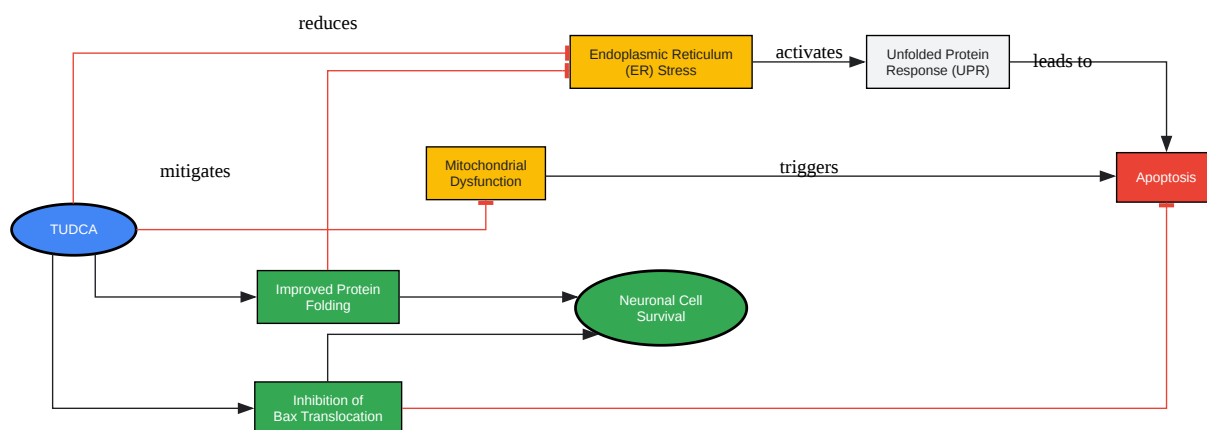 reduces
Endoplasmic Reticulum
(ER) Stress
activates
Unfolded Protein
Response (UPR)
leads to
mitigates
Mitochondrial
Dysfunction
triggers
Apoptosis
TUDCA
Improved Protein
Folding
Neuronal Cell
Survival
Inhibition of
Bax Translocation